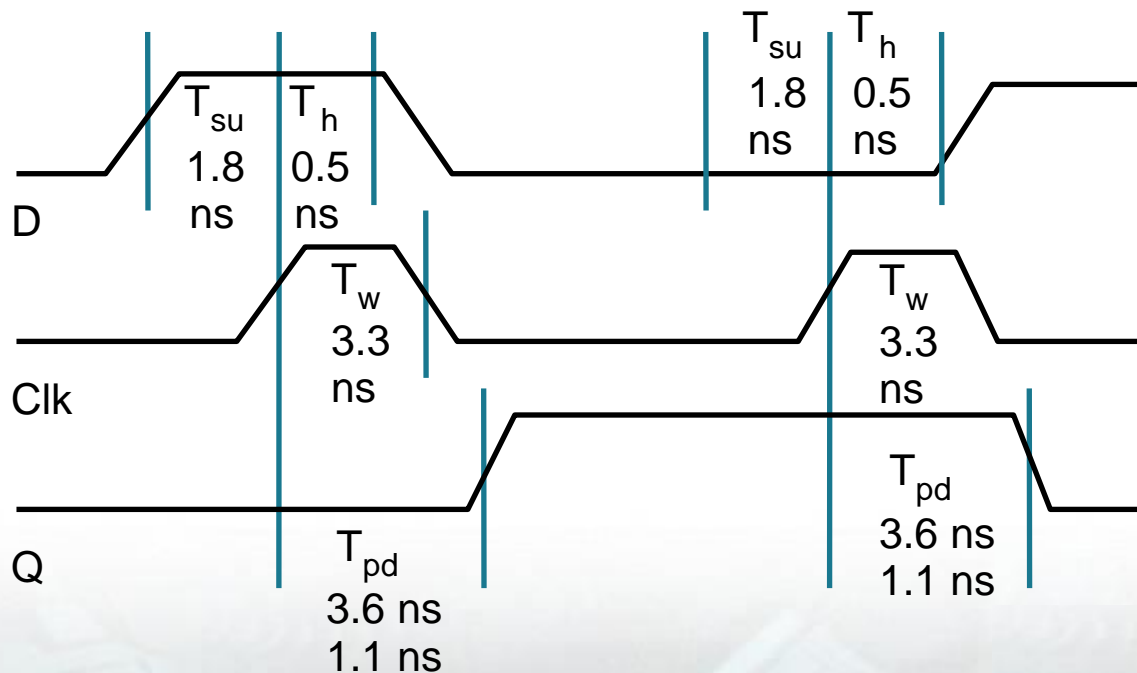 T su T h
1.8 0.5
ns ns
T su T h
1.8 0.5
ns ns
D
T w T w
3.3 3.3
ns ns
Clk
T pd
3.6 ns
1.1 ns
Q
T pd
3.6 ns
1.1 ns